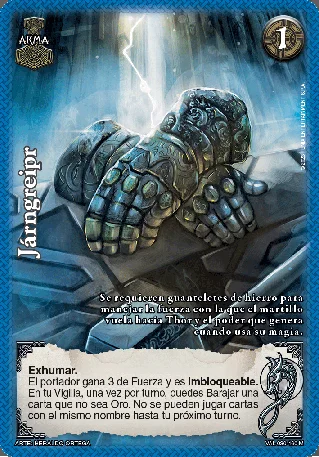 ARMA
1
Járngreipr
Se requieren guanteletes de hierro para
manejar la fuerza con la que el martillo
vuela hacia Thor y el poder que genera
cuando usa su magia.
Exhumar.
El portador gana 3 de Fuerza y es Imbloqueable.
En tu Vigilia, una vez por turno, puedes Barajar una
carta que no sea Oro. No se pueden jugar cartas
con el mismo nombre hasta tu próximo turno.
ORTEGA